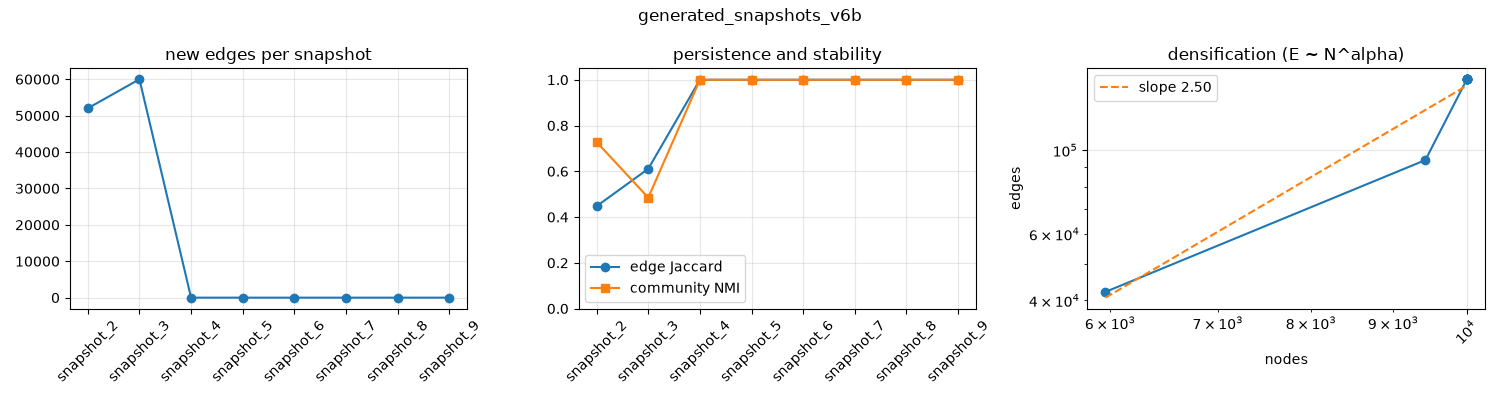 generated_snapshots_v6b
new edges per snapshot
60000
50000
40000
30000
20000
10000
0
snapshot_2
snapshot_3
snapshot_4
snapshot_5
snapshot_6
snapshot_7
snapshot_8
snapshot_9
persistence and stability
1.0
0.8
0.6
0.4
0.2
0.0
edge Jaccard
community NMI
snapshot_2
snapshot_3
snapshot_4
snapshot_5
snapshot_6
snapshot_7
snapshot_8
snapshot_9
densification (E ~ N^alpha)
slope 2.50
edges
10⁵
6 × 10⁴
4 × 10⁴
6 × 10³
7 × 10³
8 × 10³
9 × 10³
10⁴
nodes